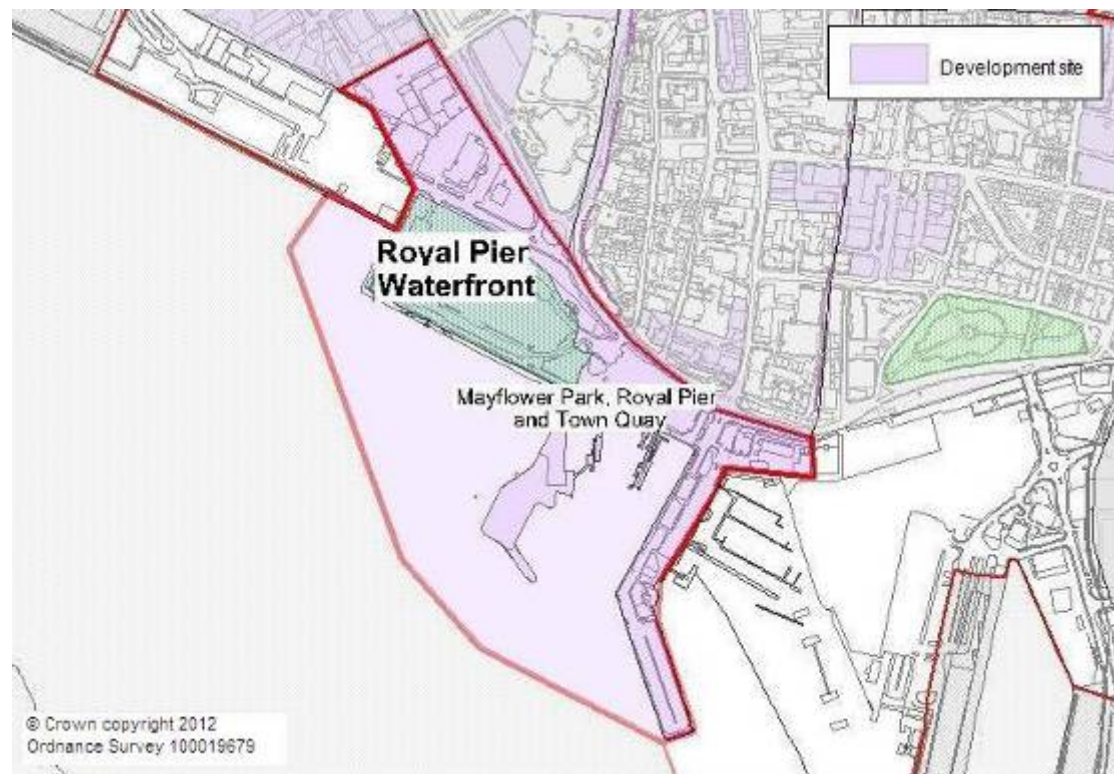 Development site
Royal Pier
Waterfront
Mayflower Park, Royal Pier
and Town Quay
© Crown copyright 2012
Ordnance Survey 100019679